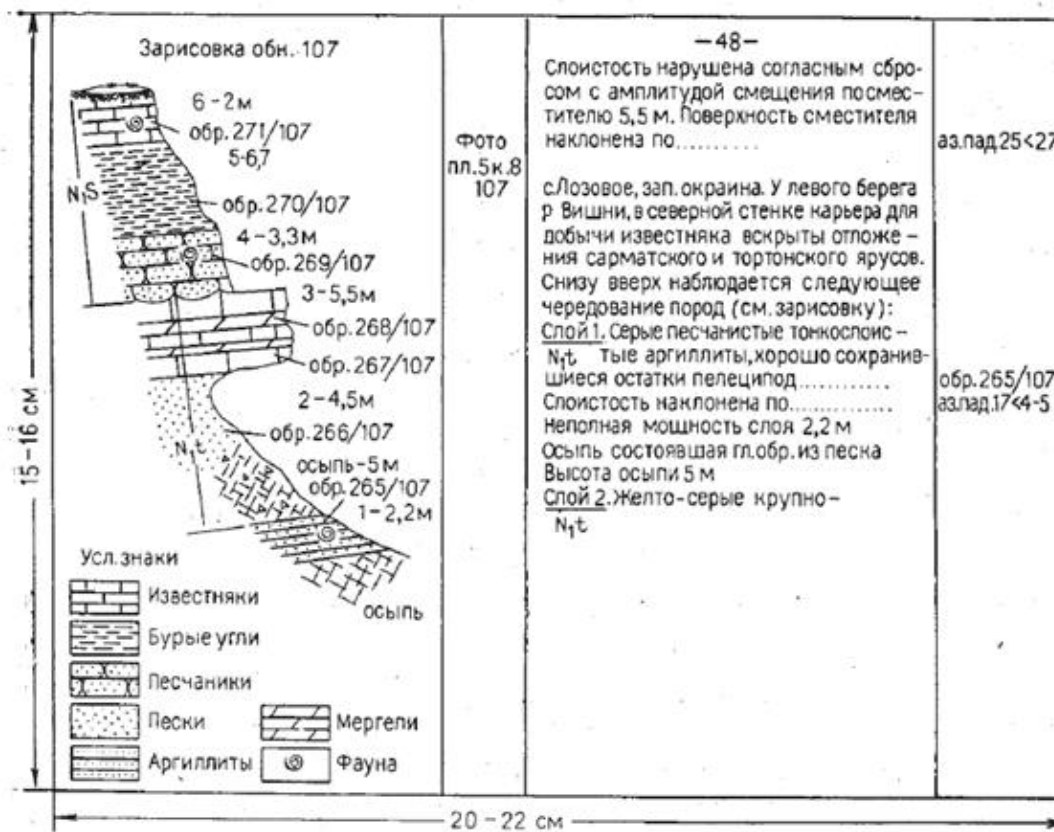 Зарисовка обн. 107
6-2м
обр. 271/107
5-6,7
N₁S
обр. 270/107
4-3,3м
обр. 269/107
3-5,5м
обр. 268/107
обр. 267/107
2-4,5м
обр. 266/107
N₁t
осыпь-5м
обр. 265/107
1-2,2м
осыпь
Усл. знаки
Известняки
Бурые угли
Песчаники
Пески
Аргиллиты
Мергели
Фауна
Фото
пл.5к.8
107
-48-
Слоистость нарушена согласным сбро-
сом с амплитудой смещения посмес-
тителю 5,5 м. Поверхность сместителя
наклонена по..........
с.Лозовое, зап. окраина. У левого берега
р Вишни, в северной стенке карьера для
добычи известняка вскрыты отложе-
ния сарматского и тортонского ярусов.
Снизу вверх наблюдается следующее
чередование пород (см. зарисовку):
Слой 1. Серые песчанистые тонкослоис-
N₁t тые аргиллиты, хорошо сохранив-
шиеся остатки пелеципод............
Слоистость наклонена по.............
Неполная мощность слоя 2,2 м
Осыпь состоявшая гл.обр. из песка
Высота осыпи 5 м
Слой 2. Желто-серые крупно-
N₁t
аз.пад.25<27
обр. 265/107
аз.пад.17<4-5
15-16 см
20-22 см